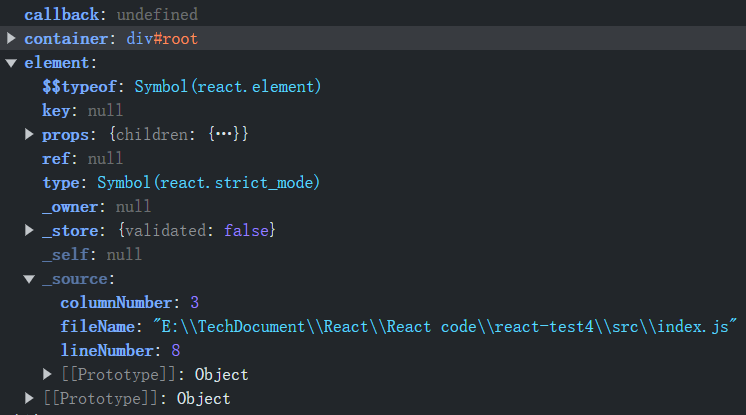 callback: undefined
container: div#root
element:
$$typeof: Symbol(react.element)
key: null
props: {children: {…}}
ref: null
type: Symbol(react.strict_mode)
_owner: null
_store: {validated: false}
_self: null
_source:
columnNumber: 3
fileName: "E:\\TechDocument\\React\\React code\\react-test4\\src\\index.js"
lineNumber: 8
[[Prototype]]: Object
[[Prototype]]: Object